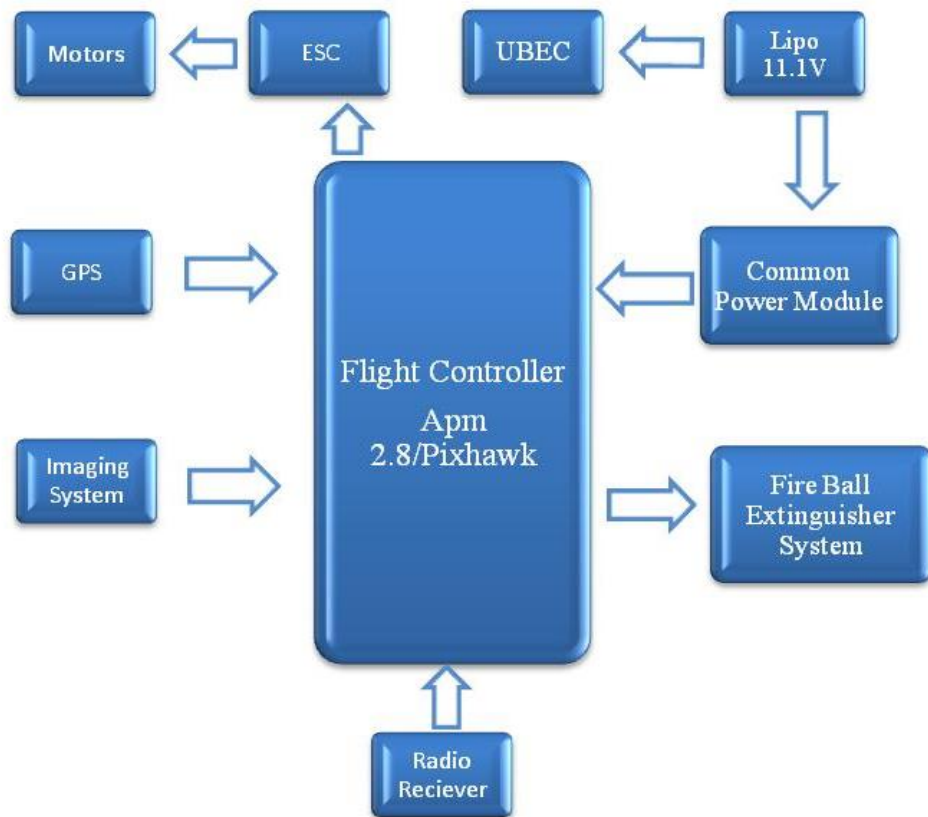 Motors
ESC
UBEC
Lipo
11.1V
GPS
Common
Power Module
Flight Controller
Apm
2.8/Pixhawk
Imaging
System
Fire Ball
Extinguisher
System
Radio
Reciever